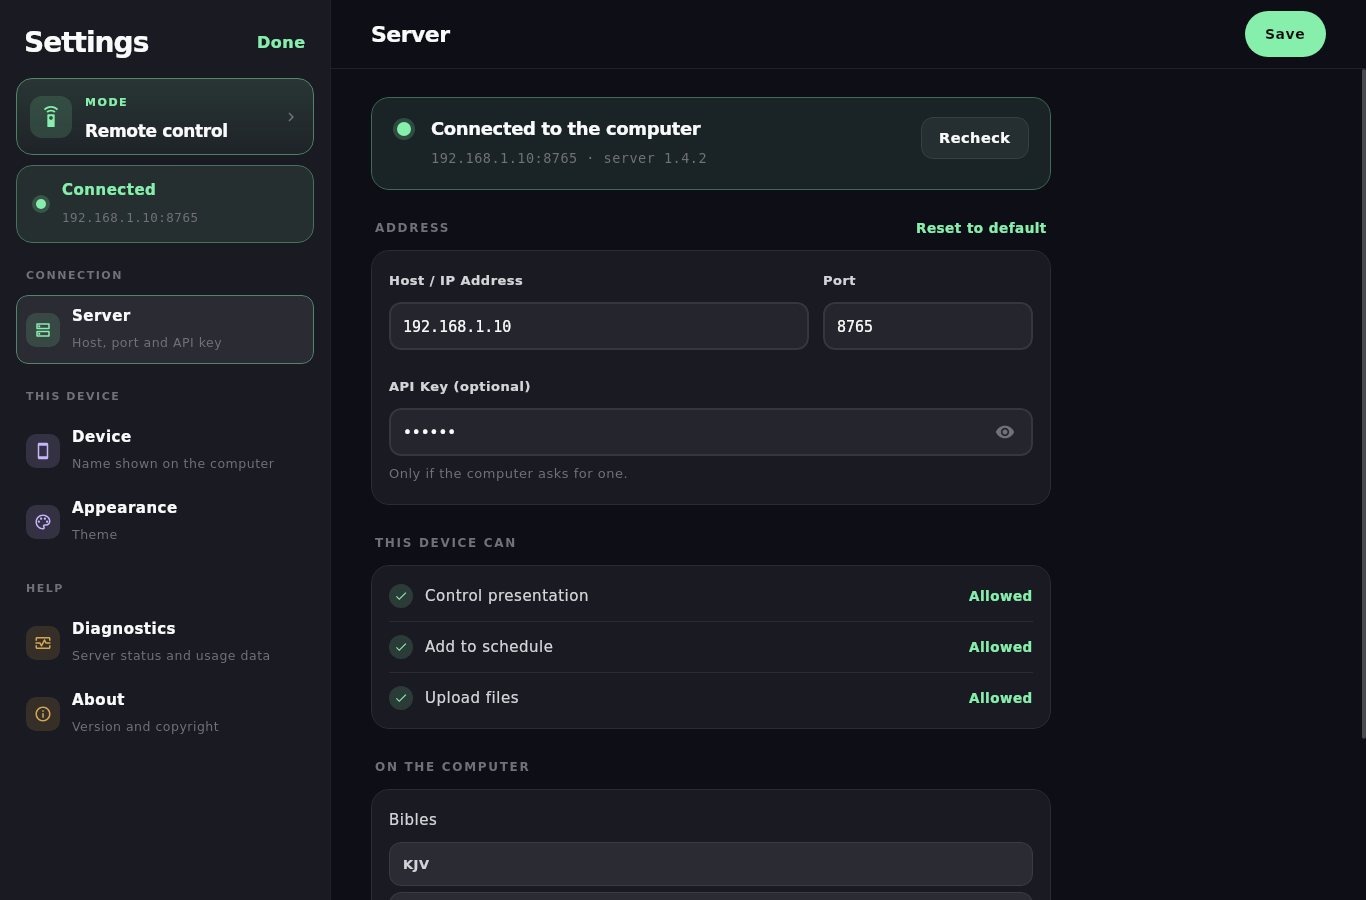 Settings
Done
MODE
Remote control
Connected
192.168.1.10:8765
CONNECTION
Server
Host, port and API key
THIS DEVICE
Device
Name shown on the computer
Appearance
Theme
HELP
Diagnostics
Server status and usage data
About
Version and copyright
Server
Save
Connected to the computer
192.168.1.10:8765 · server 1.4.2
Recheck
ADDRESS
Reset to default
Host / IP Address
Port
192.168.1.10
8765
API Key (optional)
••••••
Only if the computer asks for one.
THIS DEVICE CAN
Control presentation
Allowed
Add to schedule
Allowed
Upload files
Allowed
ON THE COMPUTER
Bibles
KJV